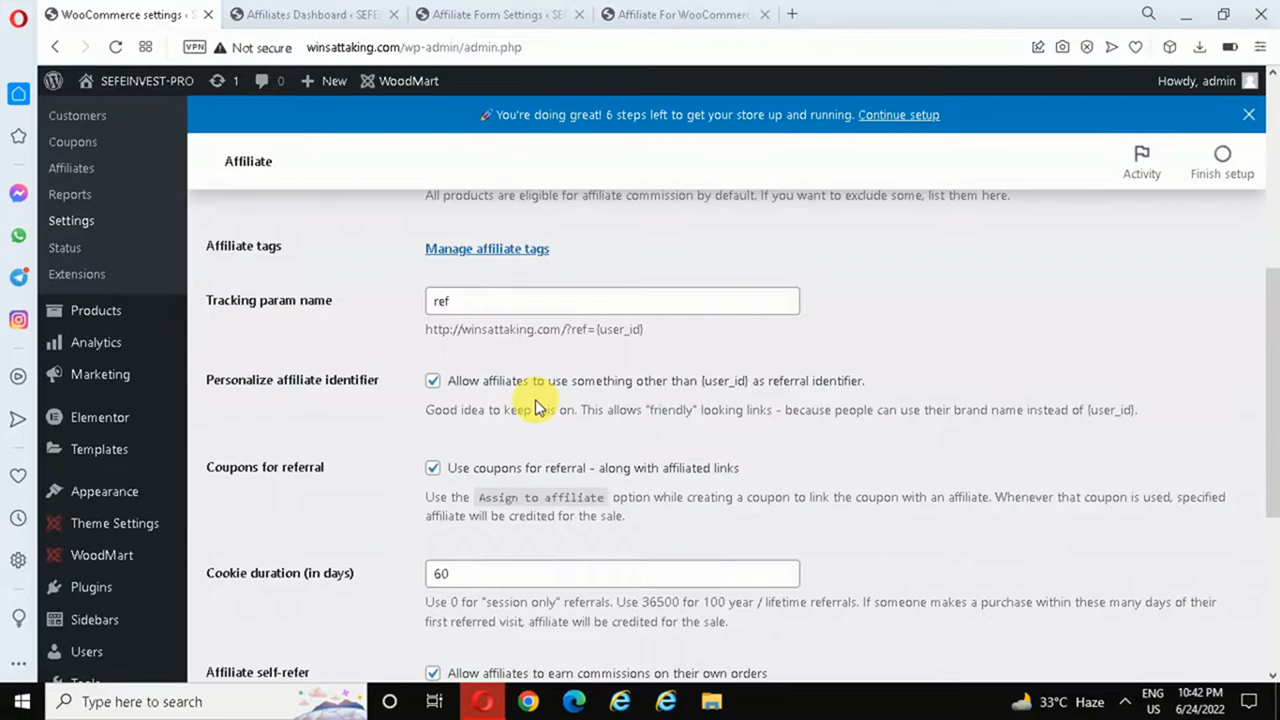 WooCommerce settings ‹ S
Affiliates Dashboard ‹ SEFE
Affiliate Form Settings ‹ SE
Affiliate For WooCommerc
VPN
Not secure
winsattaking.com/wp-admin/admin.php
SEFEINVEST-PRO
1
0
New
WoodMart
Howdy, admin
You're doing great! 6 steps left to get your store up and running. Continue setup
Customers
Coupons
Affiliates
Reports
Settings
Status
Extensions
Products
Analytics
Marketing
Elementor
Templates
Appearance
Theme Settings
WoodMart
Plugins
Sidebars
Users
Affiliate
Activity
Finish setup
All products are eligible for affiliate commission by default. If you want to exclude some, list them here.
Affiliate tags
Manage affiliate tags
Tracking param name
ref
http://winsattaking.com/?ref={user_id}
Personalize affiliate identifier
Allow affiliates to use something other than {user_id} as referral identifier.
Good idea to keep this on. This allows "friendly" looking links - because people can use their brand name instead of {user_id}.
Coupons for referral
Use coupons for referral - along with affiliated links
Use the Assign to affiliate option while creating a coupon to link the coupon with an affiliate. Whenever that coupon is used, specified
affiliate will be credited for the sale.
Cookie duration (in days)
60
Use 0 for "session only" referrals. Use 36500 for 100 year / lifetime referrals. If someone makes a purchase within these many days of their
first referred visit, affiliate will be credited for the sale.
Affiliate self-refer
Allow affiliates to earn commissions on their own orders
Type here to search
33°C Haze
ENG
US
10:42 PM
6/24/2022